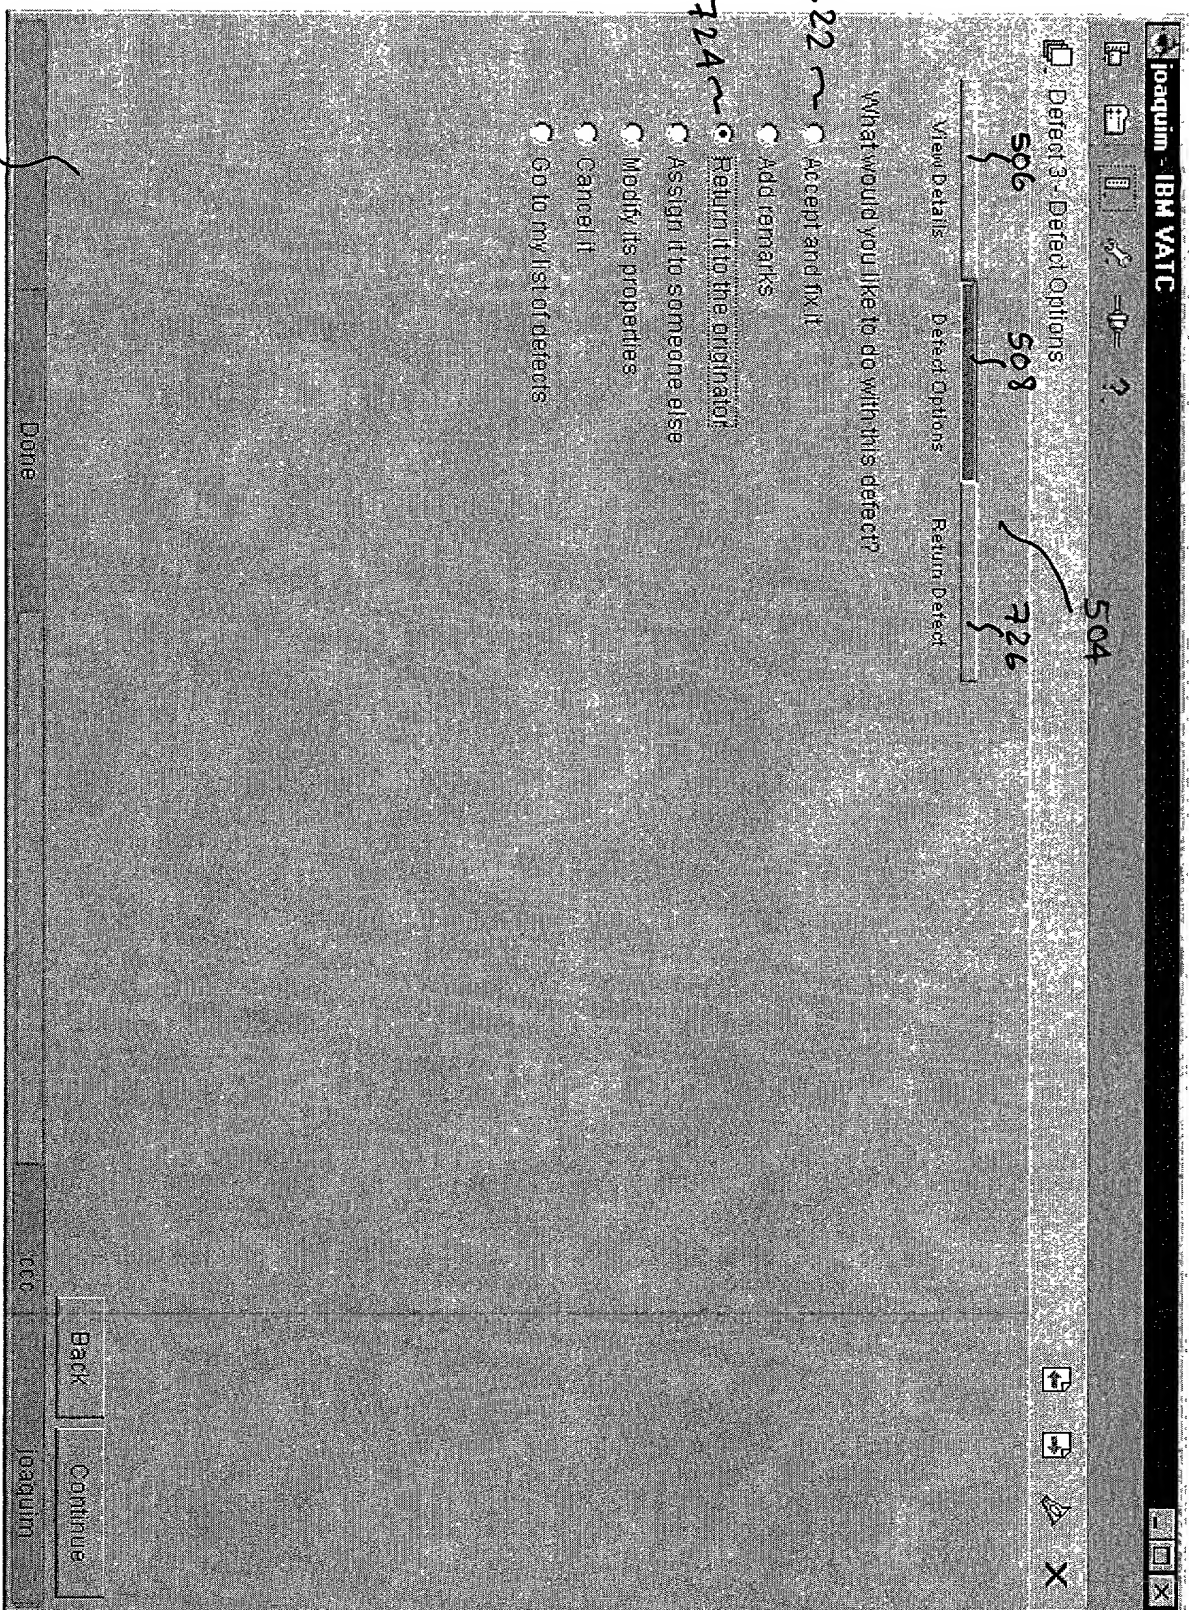 joaquim - IBM VATC
?
Defect 3 - Defect Options
504
506 508 726
View Details Defect Options Return Defect
What would you like to do with this defect?
Accept and fix it
Add remarks
724 Return it to the originator
Assign it to someone else
Modify its properties
Cancel it
Go to my list of defects
Back Continue
Done ccc joaquim